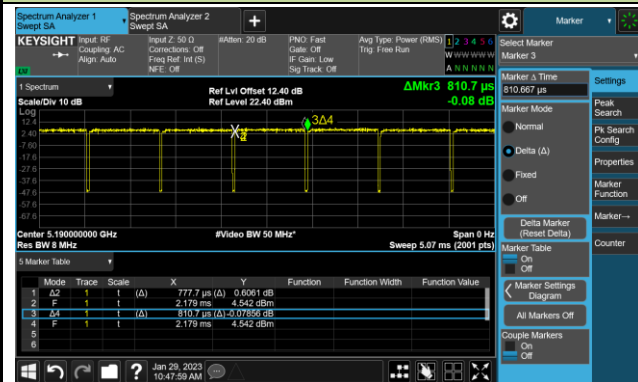 Spectrum Analyzer 1
Swept SA
Spectrum Analyzer 2
Swept SA
+
Marker
KEYSIGHT
Input: RF
Coupling: AC
Align: Auto
Input Z: 50 Ω
Corrections: Off
Freq Ref: Int (S)
NFE: Off
#Atten: 20 dB
PNO: Fast
Gate: Off
IF Gain: Low
Sig Track: Off
Avg Type: Power (RMS)
Trig: Free Run
1 2 3 4 5 6
W W W W W W
A N N N N N
LXI
Select Marker
Marker 3
1 Spectrum
Scale/Div 10 dB
Ref Lvl Offset 12.40 dB
Ref Level 22.40 dBm
ΔMkr3 810.7 µs
-0.08 dB
Log
12.4
2.40
-7.60
-17.6
-27.6
-37.6
-47.6
-57.6
-67.6
3Δ4
Center 5.190000000 GHz
Res BW 8 MHz
#Video BW 50 MHz*
Span 0 Hz
Sweep 5.07 ms (2001 pts)
5 Marker Table
Mode Trace Scale X Y Function Function Width Function Value
1 Δ2 1 t (Δ) 777.7 µs (Δ) 0.6061 dB
2 F 1 t 2.179 ms 4.542 dBm
3 Δ4 1 t (Δ) 810.7 µs (Δ) -0.07856 dB
4 F 1 t 2.179 ms 4.542 dBm
5
6
Marker Δ Time
810.667 µs
Marker Mode
Normal
Delta (Δ)
Fixed
Off
Delta Marker
(Reset Delta)
Marker Table
On
Off
Marker Settings
Diagram
All Markers Off
Couple Markers
On
Off
Settings
Peak
Search
Pk Search
Config
Properties
Marker
Function
Marker→
Counter
?
Jan 29, 2023
10:47:59 AM